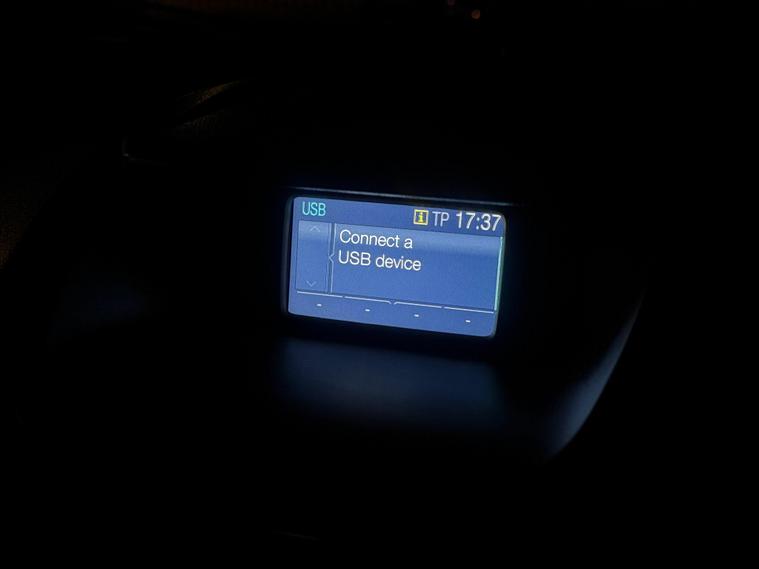 USB
i TP 17:37
Connect a
USB device
- - - -